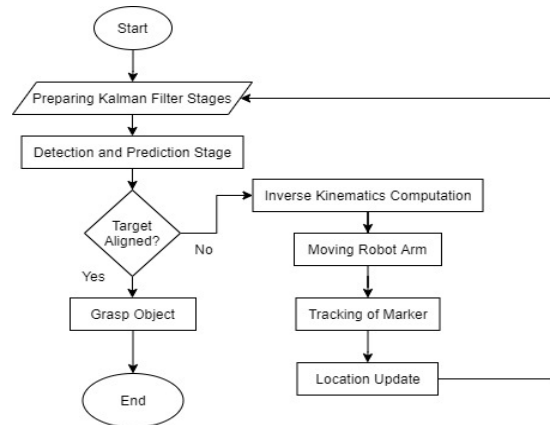 Start
Preparing Kalman Filter Stages
Detection and Prediction Stage
Target
Aligned?
No
Yes
Grasp Object
End
Inverse Kinematics Computation
Moving Robot Arm
Tracking of Marker
Location Update